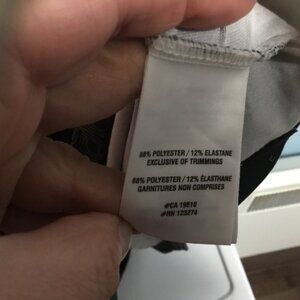 88% POLYESTER / 12% ELASTANE
EXCLUSIVE OF TRIMMINGS
88% POLYESTER / 12% ÉLASTHANE
GARNITURES NON COMPRISES
#CA 19510
#RN 123274